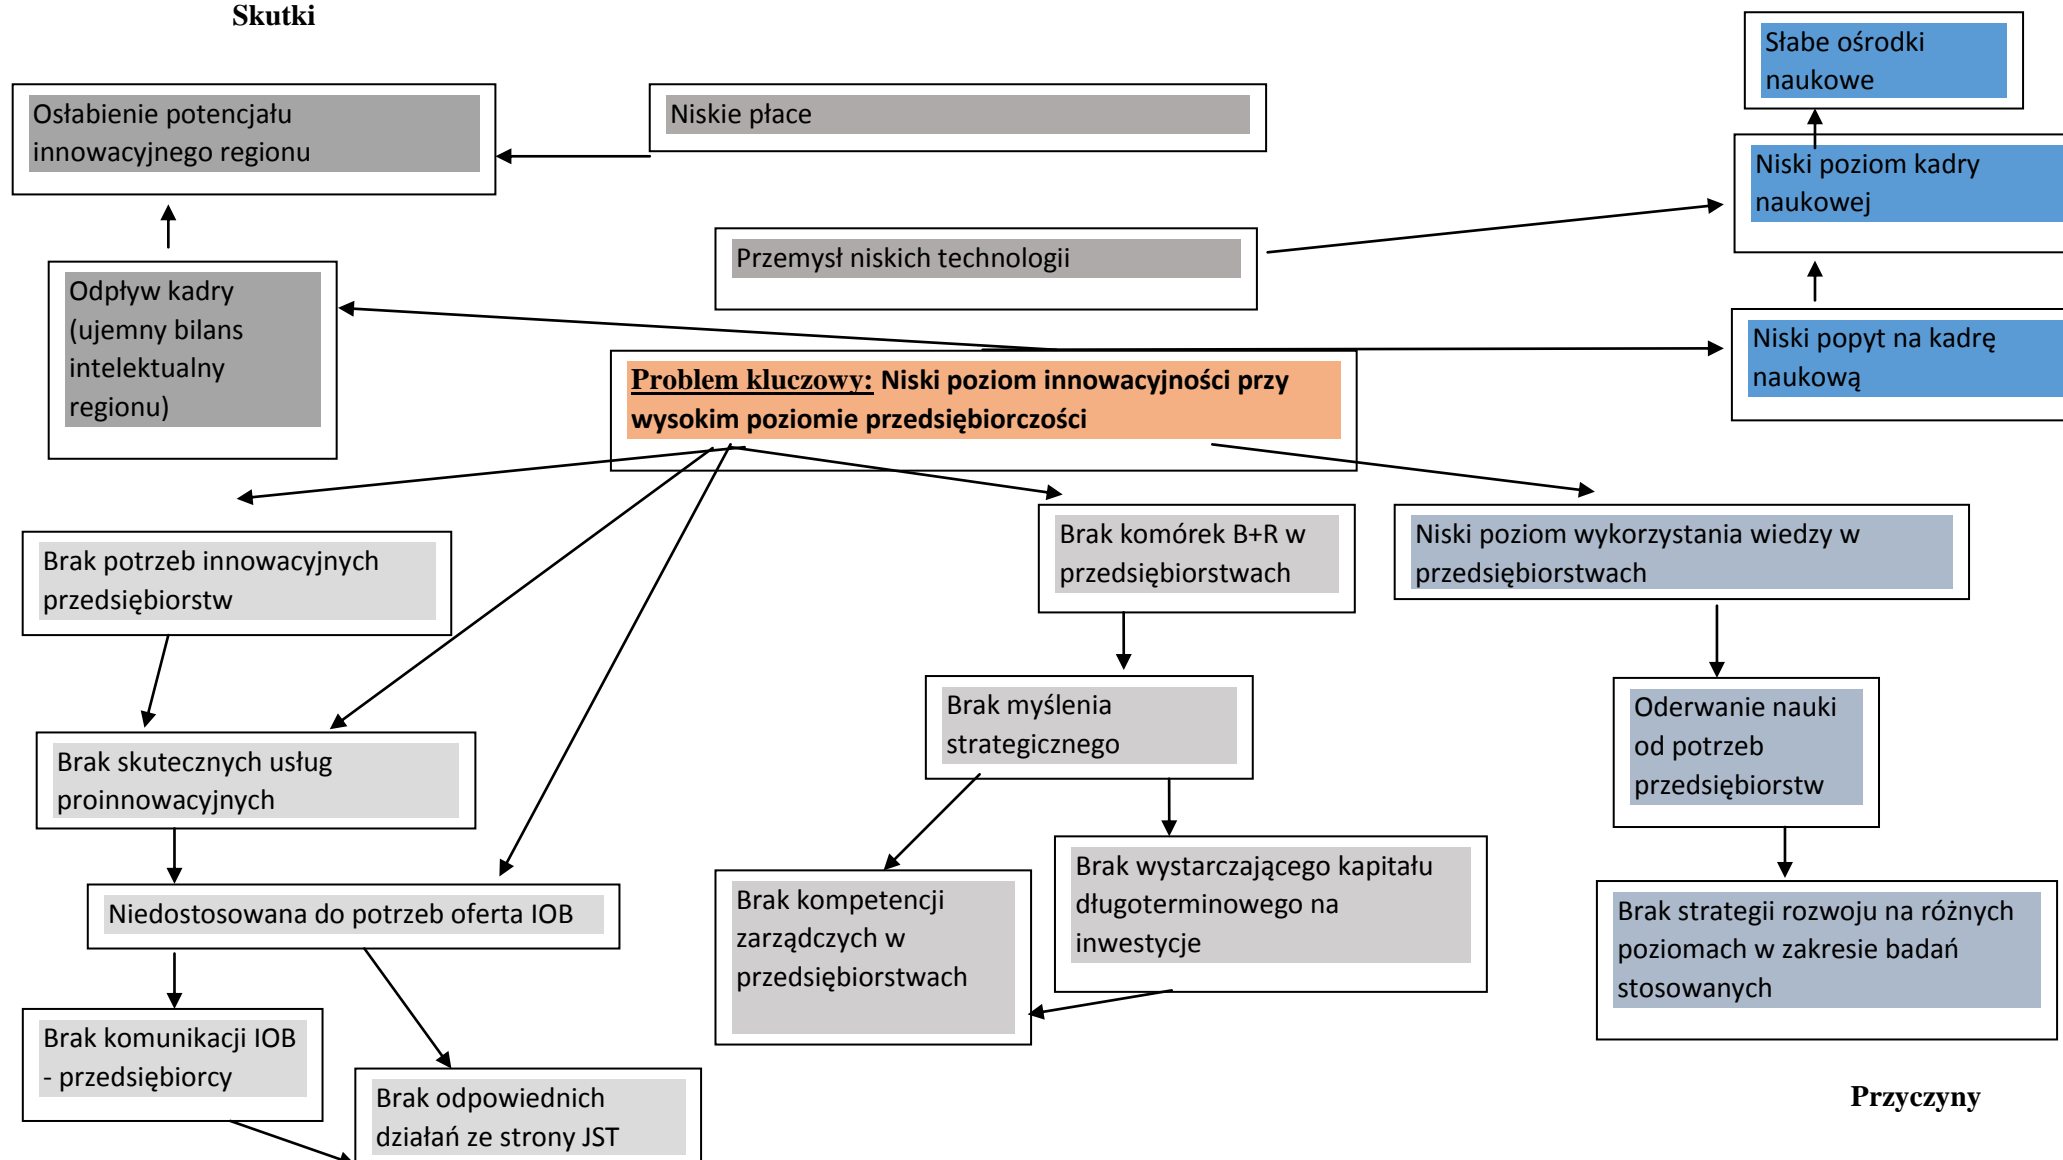 Skutki
Słabe ośrodki
naukowe
Osłabienie potencjału
innowacyjnego regionu
Niskie płace
Niski poziom kadry
naukowej
Przemysł niskich technologii
Odpływ kadry
(ujemny bilans
intelektualny
regionu)
Niski popyt na kadrę
naukową
Problem kluczowy: Niski poziom innowacyjności przy
wysokim poziomie przedsiębiorczości
Brak potrzeb innowacyjnych
przedsiębiorstw
Brak komórek B+R w
przedsiębiorstwach
Niski poziom wykorzystania wiedzy w
przedsiębiorstwach
Brak skutecznych usług
proinnowacyjnych
Brak myślenia
strategicznego
Oderwanie nauki
od potrzeb
przedsiębiorstw
Niedostosowana do potrzeb oferta IOB
Brak kompetencji
zarządczych w
przedsiębiorstwach
Brak wystarczającego kapitału
długoterminowego na
inwestycje
Brak strategii rozwoju na różnych
poziomach w zakresie badań
stosowanych
Brak komunikacji IOB
- przedsiębiorcy
Brak odpowiednich
działań ze strony JST
Przyczyny